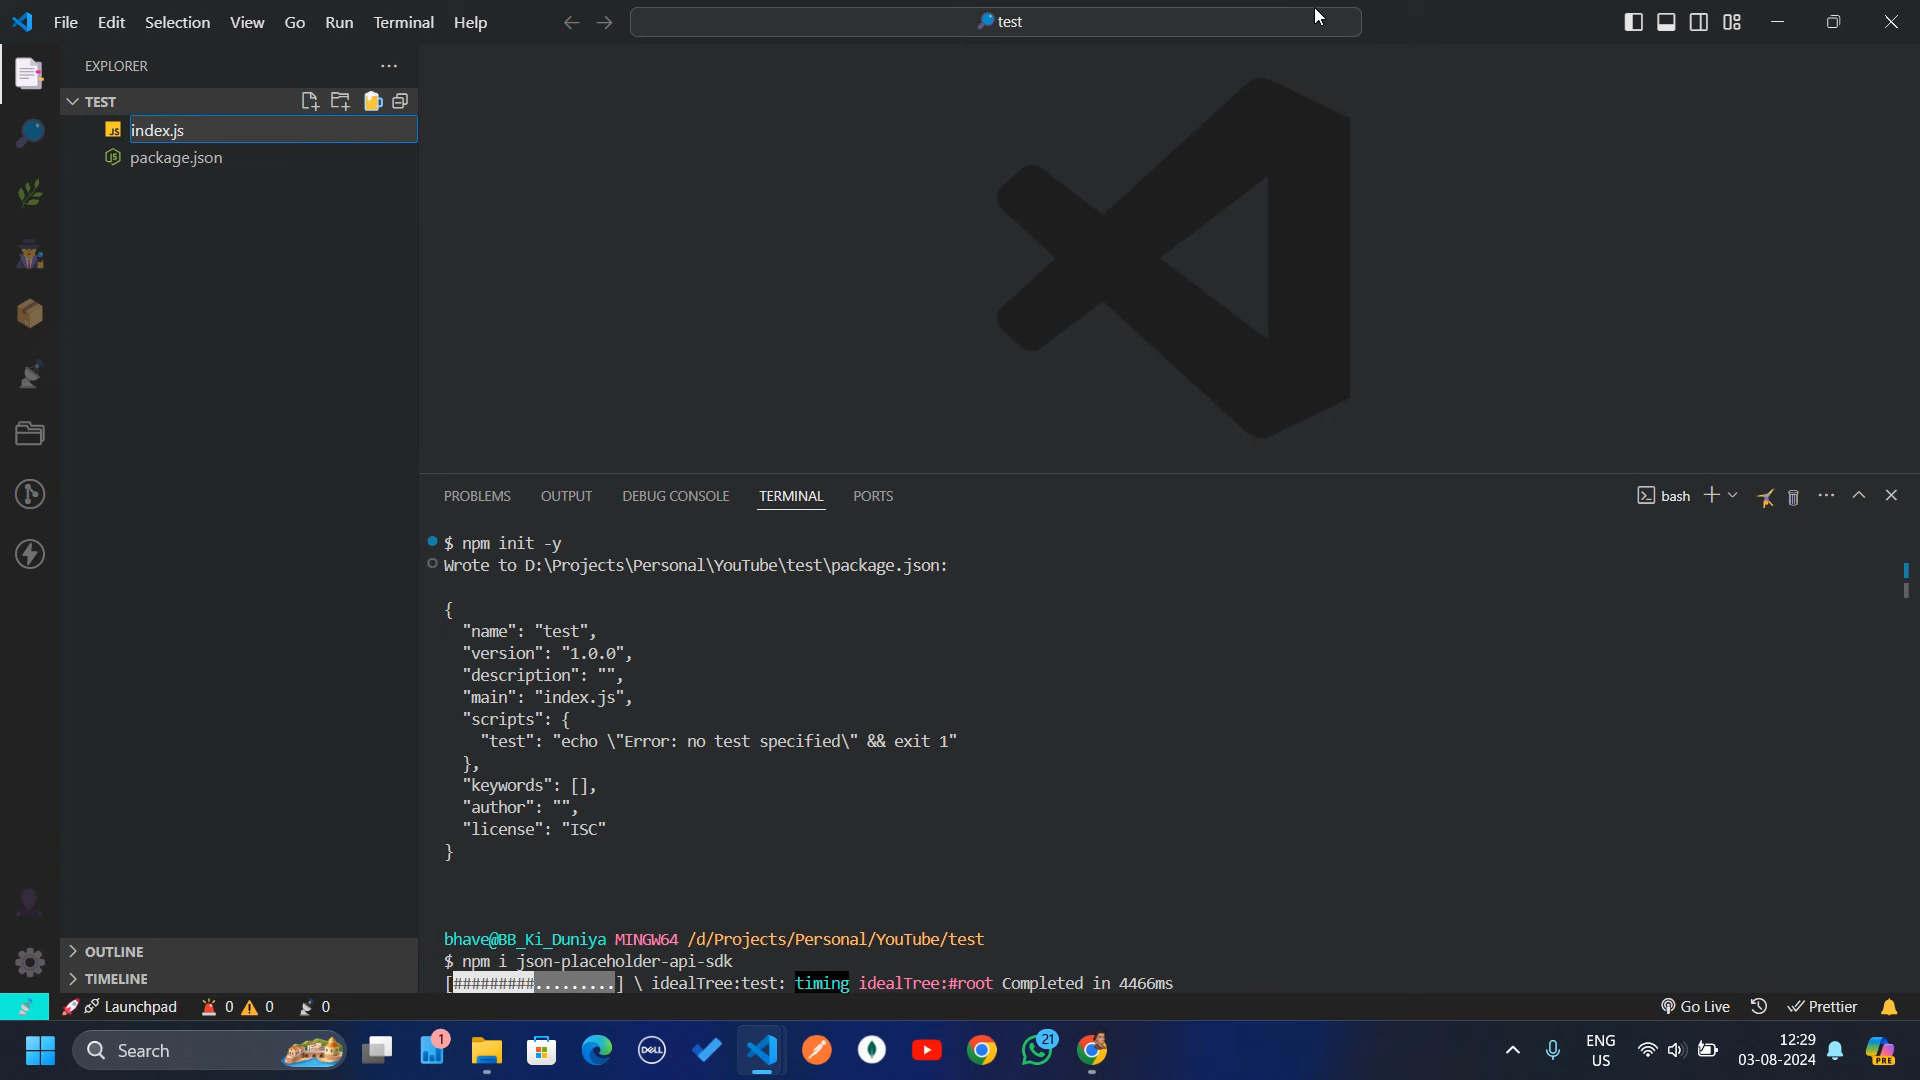 File Edit Selection View Go Run Terminal Help
test
EXPLORER
TEST
index.js
package.json
OUTLINE
TIMELINE
PROBLEMS OUTPUT DEBUG CONSOLE TERMINAL PORTS
bash
$ npm init -y
Wrote to D:\Projects\Personal\YouTube\test\package.json:
{
"name": "test",
"version": "1.0.0",
"description": "",
"main": "index.js",
"scripts": {
"test": "echo \"Error: no test specified\" && exit 1"
},
"keywords": [],
"author": "",
"license": "ISC"
}
bhave@BB_Ki_Duniya MINGW64 /d/Projects/Personal/YouTube/test
$ npm i json-placeholder-api-sdk
[#########.........] \ idealTree:test: timing idealTree:#root Completed in 4466ms
Launchpad 0 0 0 Go Live Prettier
Search
1
DELL
21
ENG
US
12:29
03-08-2024
PRE